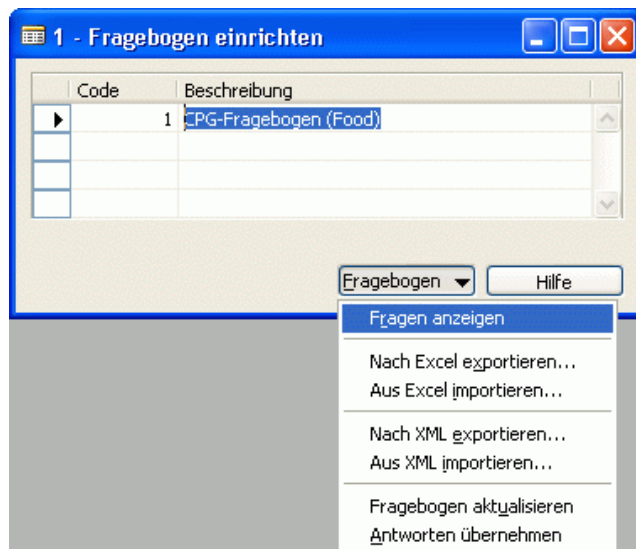 1 - Fragebogen einrichten
Code Beschreibung
1 CPG-Fragebogen (Food)
Fragebogen Hilfe
Fragen anzeigen
Nach Excel exportieren...
Aus Excel importieren...
Nach XML exportieren...
Aus XML importieren...
Fragebogen aktualisieren
Antworten übernehmen